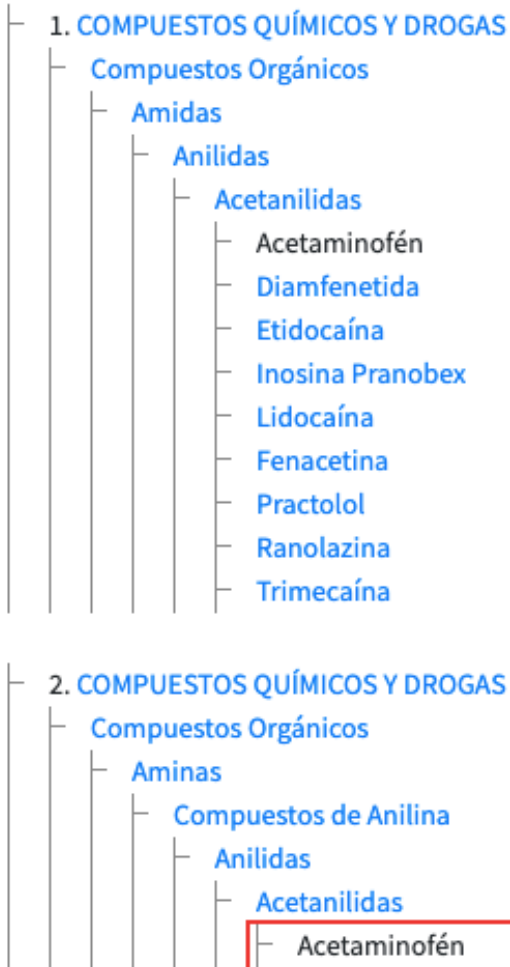 1. COMPUESTOS QUÍMICOS Y DROGAS
Compuestos Orgánicos
Amidas
Anilidas
Acetanilidas
Acetaminofén
Diamfenetida
Etidocaína
Inosina Pranobex
Lidocaína
Fenacetina
Practolol
Ranolazina
Trimecaína
2. COMPUESTOS QUÍMICOS Y DROGAS
Compuestos Orgánicos
Aminas
Compuestos de Anilina
Anilidas
Acetanilidas
Acetaminofén